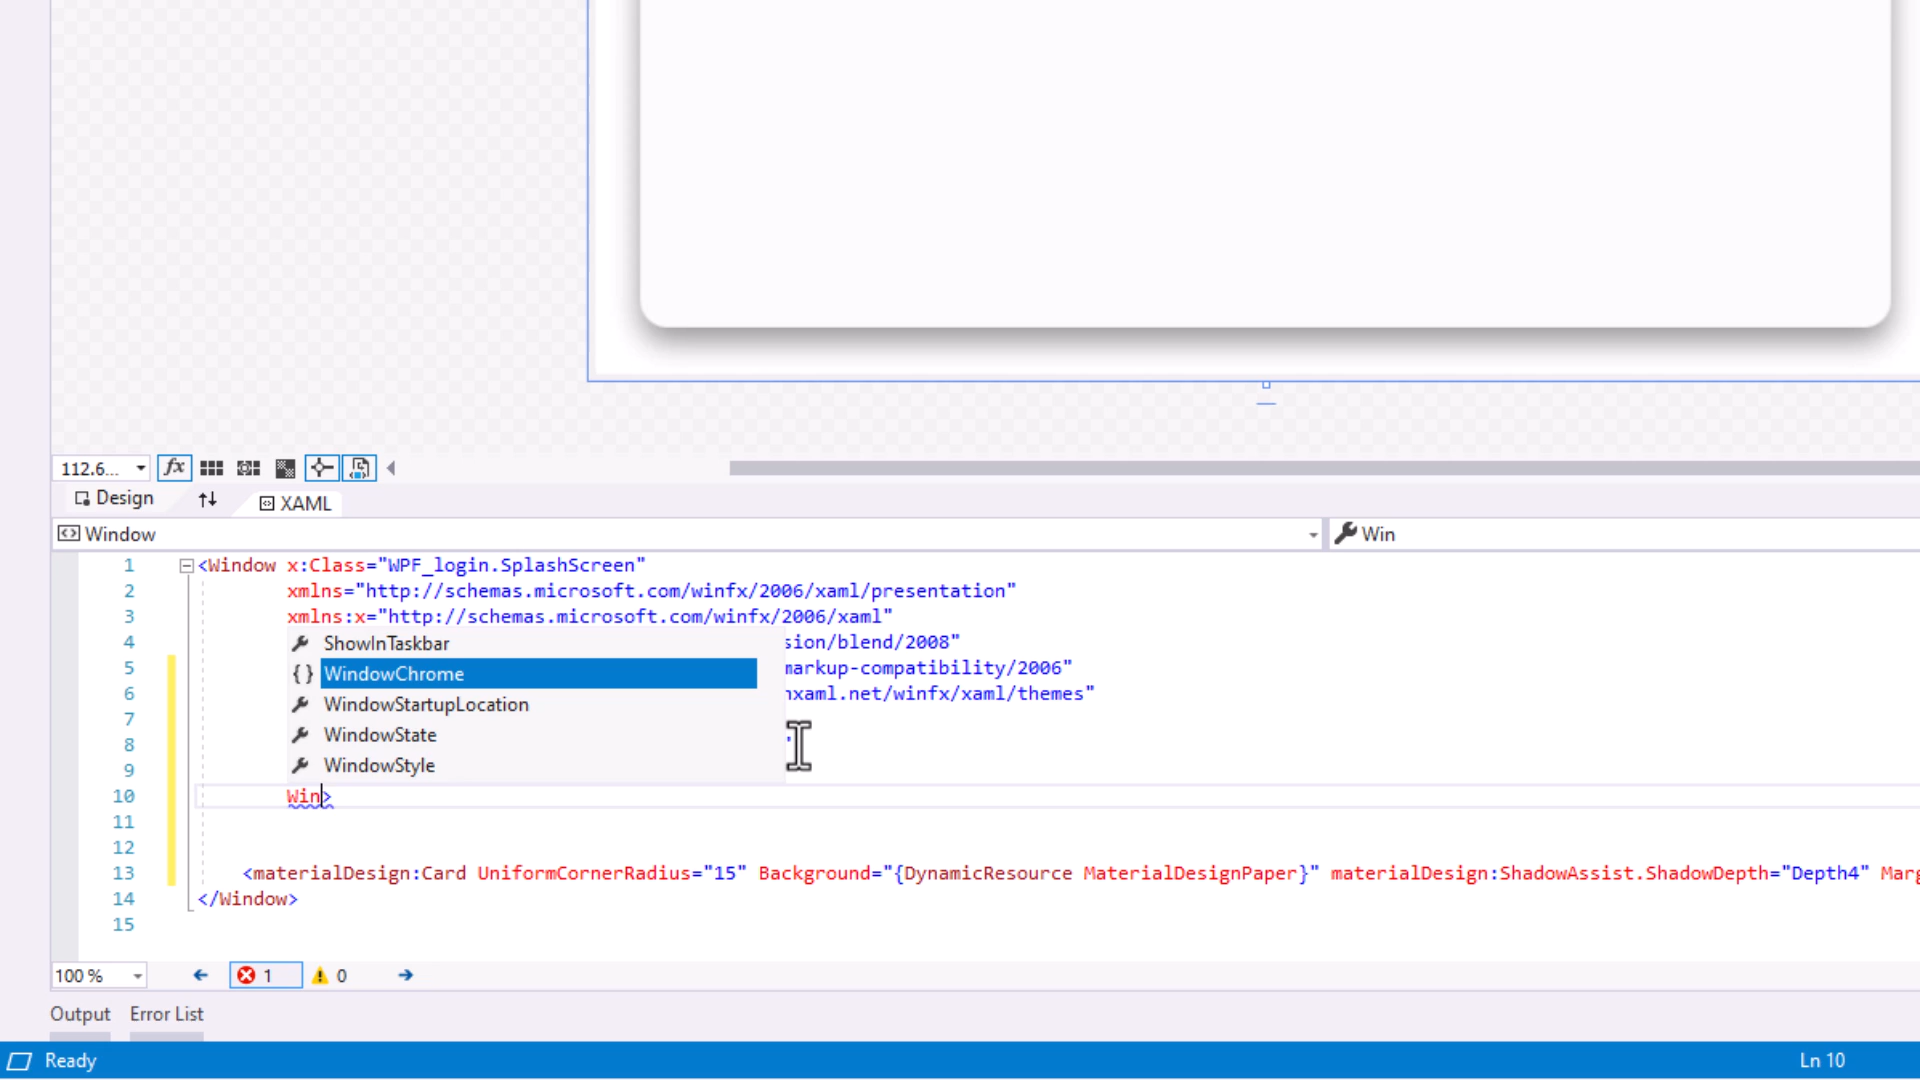 112.6...
Design XAML
Window Win
1 <Window x:Class="WPF_login.SplashScreen"
2 xmlns="http://schemas.microsoft.com/winfx/2006/xaml/presentation"
3 xmlns:x="http://schemas.microsoft.com/winfx/2006/xaml"
4 sion/blend/2008"
5 markup-compatibility/2006"
6 nxaml.net/winfx/xaml/themes"
7
8
9
ShowInTaskbar
WindowChrome
WindowStartupLocation
WindowState
WindowStyle
10 Win>
11
12
13 <materialDesign:Card UniformCornerRadius="15" Background="{DynamicResource MaterialDesignPaper}" materialDesign:ShadowAssist.ShadowDepth="Depth4" Marg
14 </Window>
15
100 % 1 0
Output Error List
Ready Ln 10